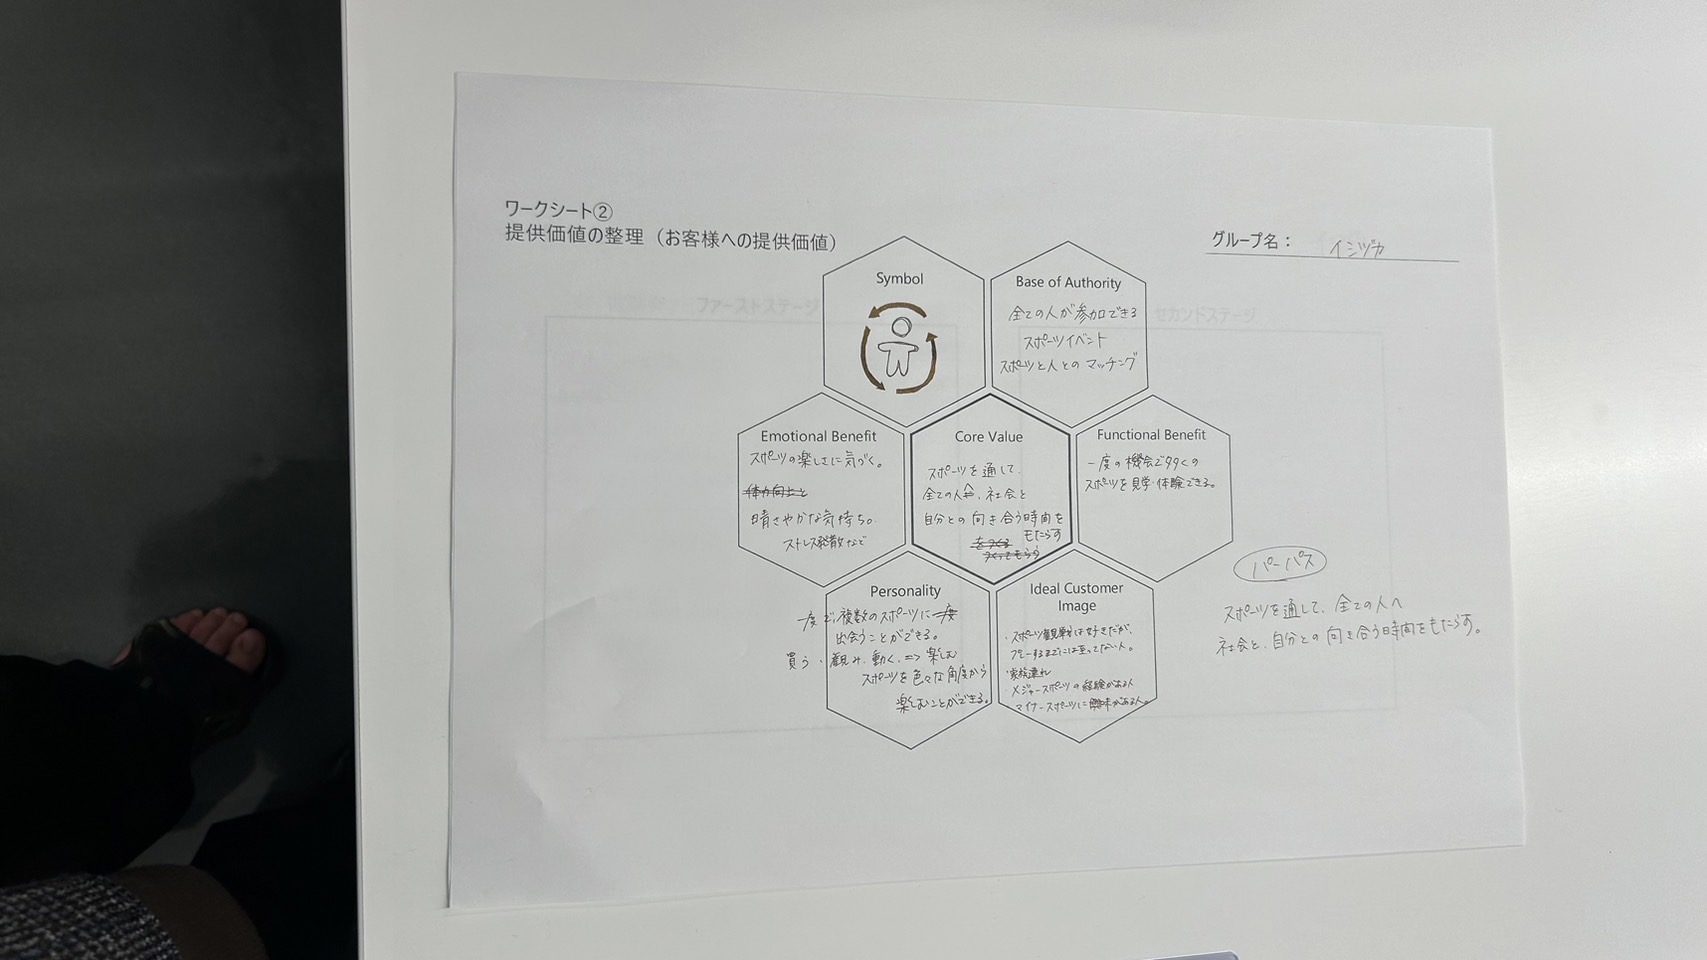 ワークシート②
提供価値の整理（お客様への提供価値）
グループ名： イシヅカ
Symbol
Base of Authority
全ての人が参加できる
スポーツイベント
スポーツと人とのマッチング
Emotional Benefit
スポーツの楽しさに気づく。
体力向上と
晴さやかな気持ち。
ストレス発散など
Core Value
スポーツを通して、
全ての人へ、社会と
自分との向き合う時間を
もたらす
Functional Benefit
一度の機会で多くの
スポーツを見学・体験できる。
Personality
一度で複数のスポーツに一度
出会うことができる。
買う・観み、動く、=> 楽しむ
スポーツを色々な角度から
楽しむことができる。
Ideal Customer
Image
・スポーツ観戦は好きだが、
プレーするまでには至ってない人。
・家族連れ
・メジャースポーツの経験がある人
マイナースポーツに興味がある人。
パーパス
スポーツを通して、全ての人へ
社会と、自分との向き合う時間をもたらす。
ファーストステージ
セカンドステージ